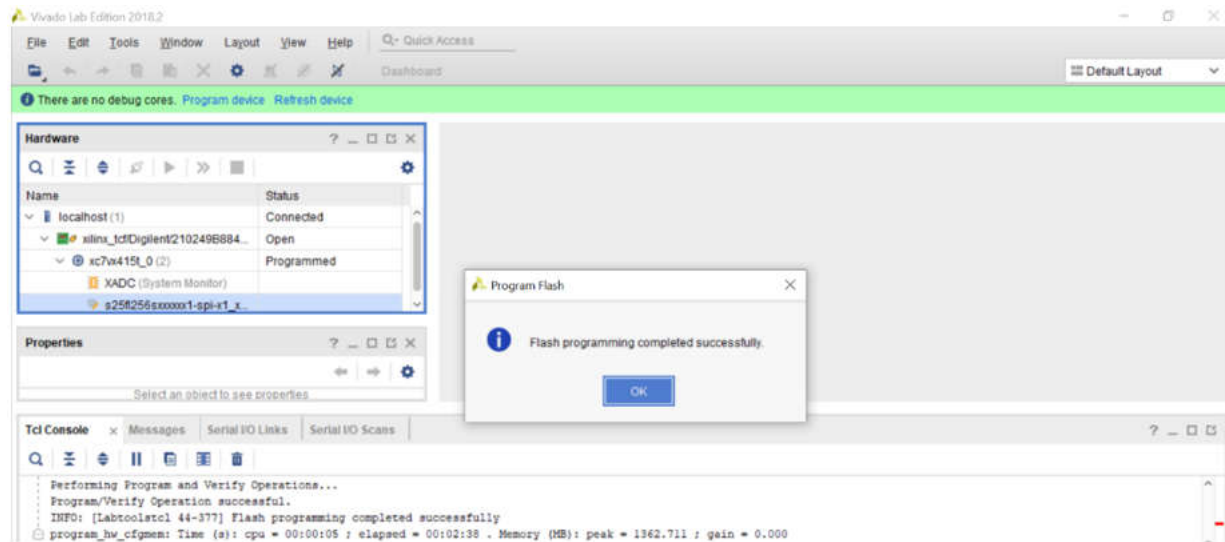 Vivado Lab Edition 2018.2
File Edit Tools Window Layout View Help Quick Access
Dashboard Default Layout
There are no debug cores. Program device Refresh device
Hardware
Name Status
localhost (1) Connected
xilinx_tcf/Digilent/210249B884... Open
xc7vx415t_0 (2) Programmed
XADC (System Monitor)
s25fl256sxxxxxx1-spi-x1_x...
Program Flash
Flash programming completed successfully.
OK
Properties
Select an object to see properties
Tcl Console Messages Serial I/O Links Serial I/O Scans
Performing Program and Verify Operations...
Program/Verify Operation successful.
INFO: [Labtoolstcl 44-377] Flash programming completed successfully
program_hw_cfgmem: Time (s): cpu = 00:00:05 ; elapsed = 00:02:38 . Memory (MB): peak = 1362.711 ; gain = 0.000